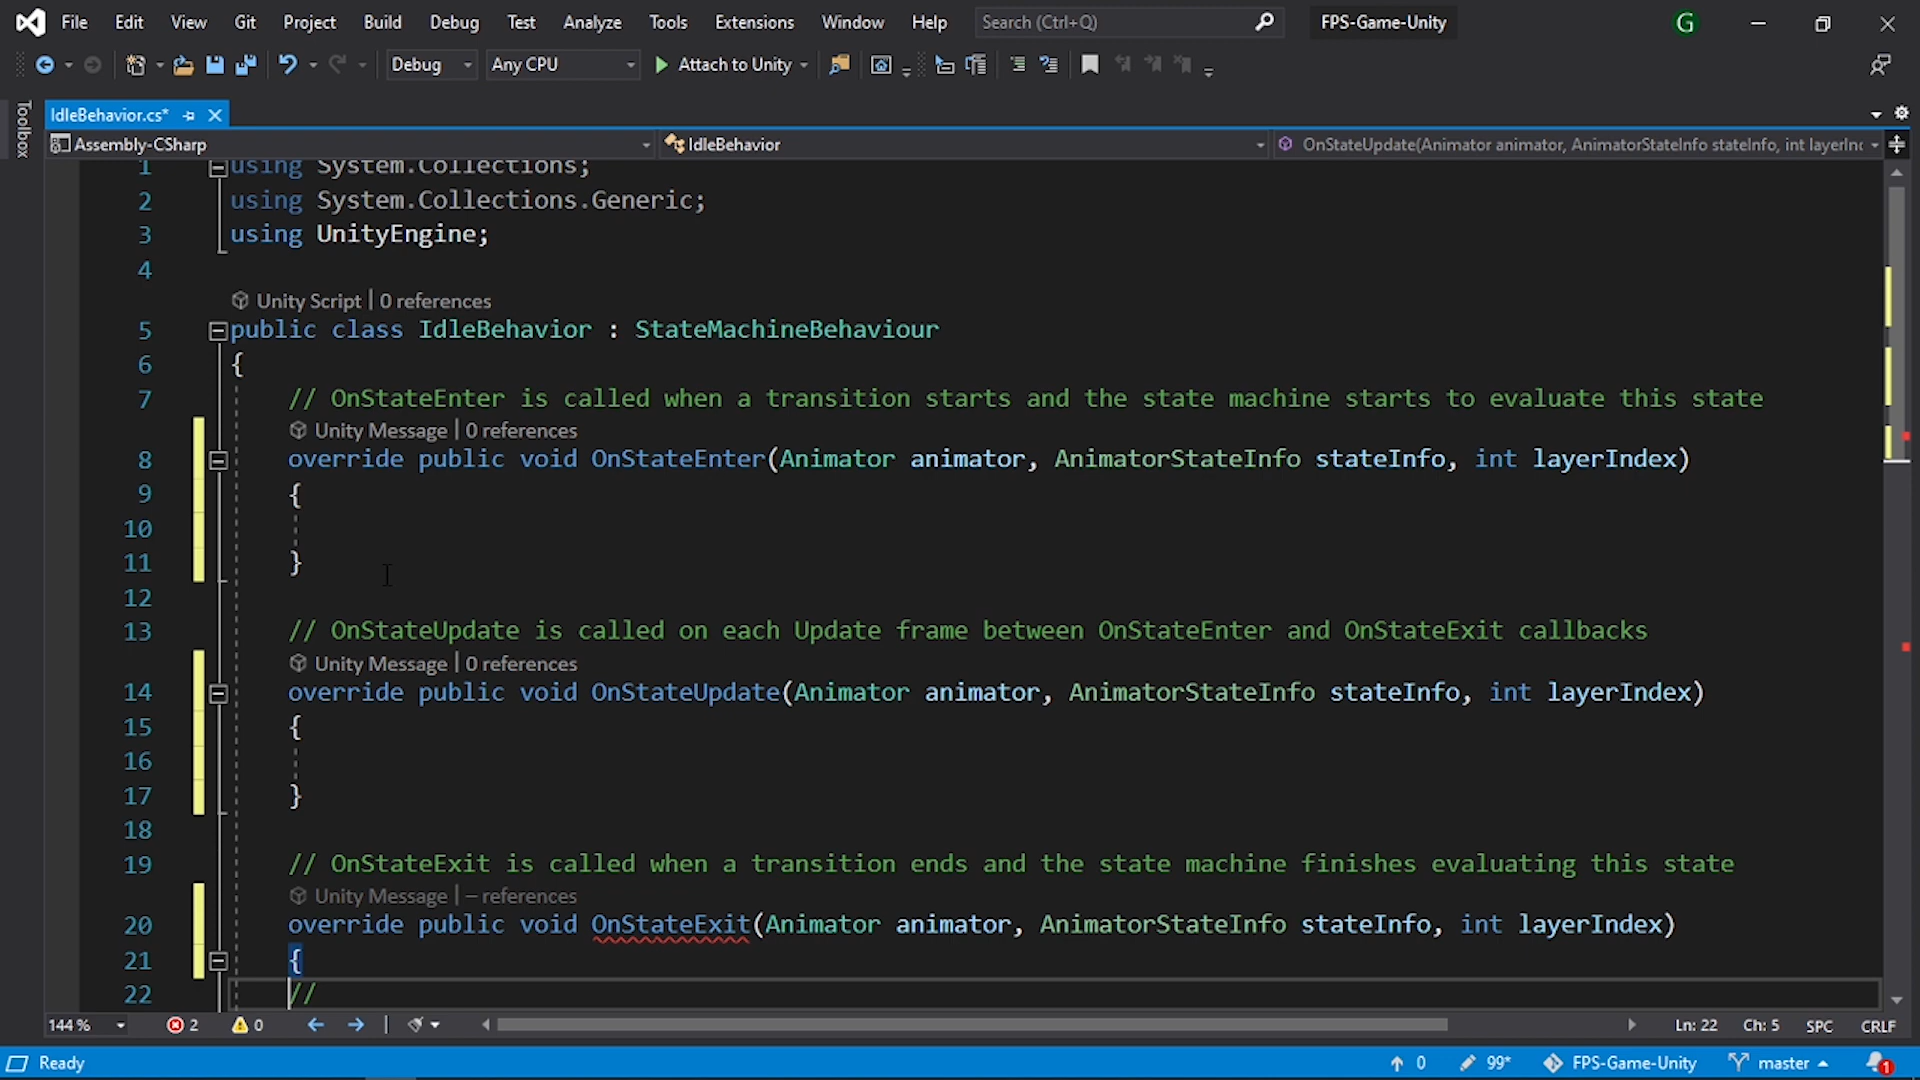 File Edit View Git Project Build Debug Test Analyze Tools Extensions Window Help Search (Ctrl+Q) FPS-Game-Unity G
Debug Any CPU Attach to Unity
Toolbox
IdleBehavior.cs*
Assembly-CSharp IdleBehavior OnStateUpdate(Animator animator, AnimatorStateInfo stateInfo, int layerInc
1 using System.Collections;
2 using System.Collections.Generic;
3 using UnityEngine;
4
Unity Script | 0 references
5 public class IdleBehavior : StateMachineBehaviour
6 {
7 // OnStateEnter is called when a transition starts and the state machine starts to evaluate this state
Unity Message | 0 references
8 override public void OnStateEnter(Animator animator, AnimatorStateInfo stateInfo, int layerIndex)
9 {
10
11 }
12
13 // OnStateUpdate is called on each Update frame between OnStateEnter and OnStateExit callbacks
Unity Message | 0 references
14 override public void OnStateUpdate(Animator animator, AnimatorStateInfo stateInfo, int layerIndex)
15 {
16
17 }
18
19 // OnStateExit is called when a transition ends and the state machine finishes evaluating this state
Unity Message | – references
20 override public void OnStateExit(Animator animator, AnimatorStateInfo stateInfo, int layerIndex)
21 {
22 //
144 % 2 0 Ln: 22 Ch: 5 SPC CRLF
Ready 0 99* FPS-Game-Unity master 1